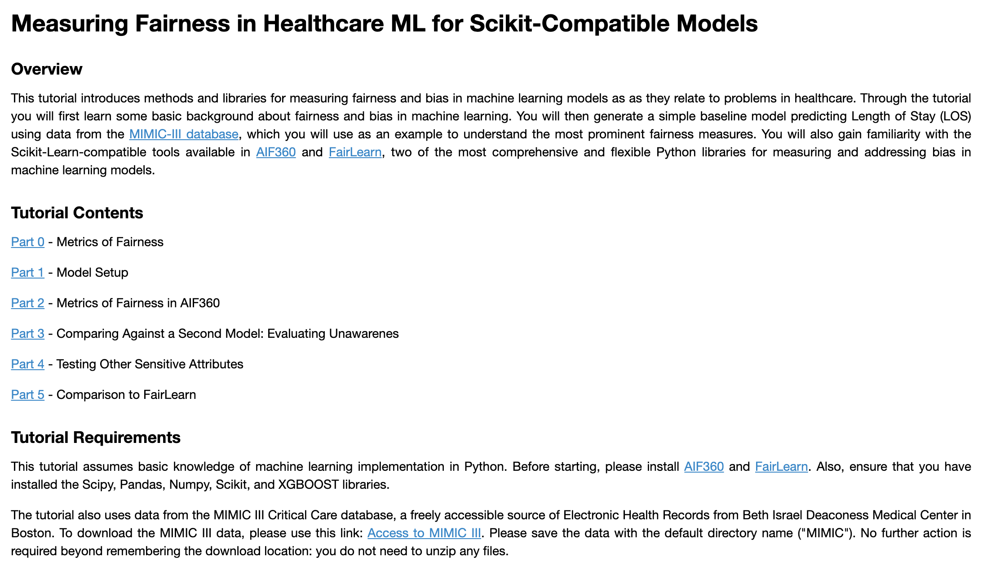 Measuring Fairness in Healthcare ML for Scikit-Compatible Models
Overview
This tutorial introduces methods and libraries for measuring fairness and bias in machine learning models as as they relate to problems in healthcare. Through the tutorial
you will first learn some basic background about fairness and bias in machine learning. You will then generate a simple baseline model predicting Length of Stay (LOS)
using data from the MIMIC-III database, which you will use as an example to understand the most prominent fairness measures. You will also gain familiarity with the
Scikit-Learn-compatible tools available in AIF360 and FairLearn, two of the most comprehensive and flexible Python libraries for measuring and addressing bias in
machine learning models.
Tutorial Contents
Part 0 - Metrics of Fairness
Part 1 - Model Setup
Part 2 - Metrics of Fairness in AIF360
Part 3 - Comparing Against a Second Model: Evaluating Unawarenes
Part 4 - Testing Other Sensitive Attributes
Part 5 - Comparison to FairLearn
Tutorial Requirements
This tutorial assumes basic knowledge of machine learning implementation in Python. Before starting, please install AIF360 and FairLearn. Also, ensure that you have
installed the Scipy, Pandas, Numpy, Scikit, and XGBOOST libraries.
The tutorial also uses data from the MIMIC III Critical Care database, a freely accessible source of Electronic Health Records from Beth Israel Deaconess Medical Center in
Boston. To download the MIMIC III data, please use this link: Access to MIMIC III. Please save the data with the default directory name ("MIMIC"). No further action is
required beyond remembering the download location: you do not need to unzip any files.